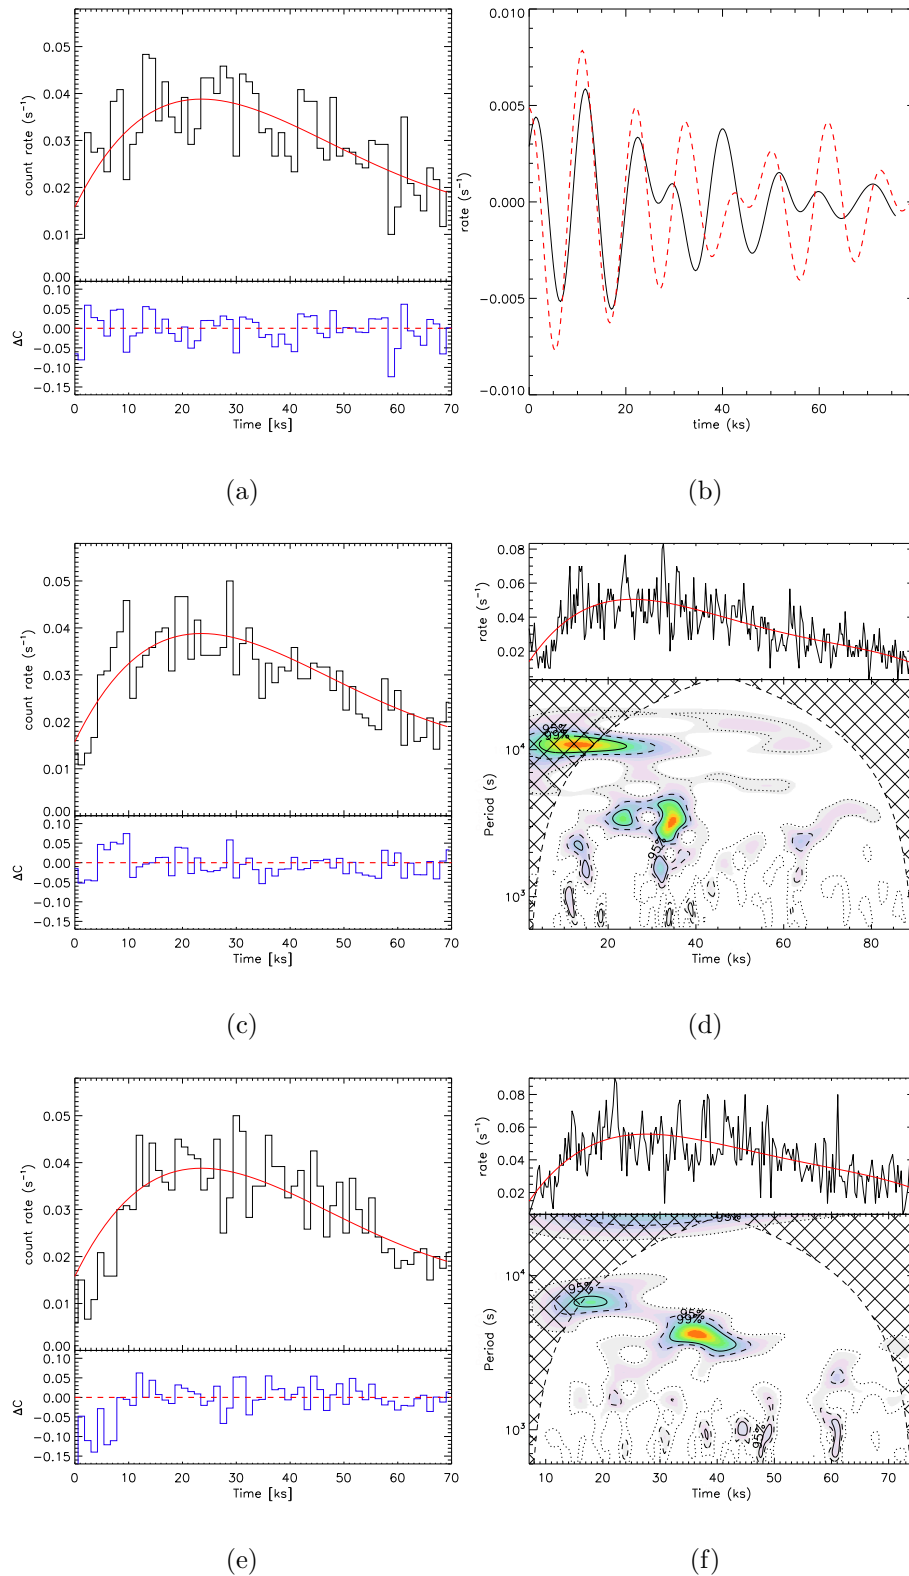 0.05
0.04
0.03
0.02
0.01
0.00
count rate (s⁻¹)
0.10
0.05
0.00
−0.05
−0.10
−0.15
ΔC
0 10 20 30 40 50 60 70
Time [ks]
(a)
0.010
0.005
0.000
−0.005
−0.010
rate (s⁻¹)
0 20 40 60
time (ks)
(b)
0.05
0.04
0.03
0.02
0.01
0.00
count rate (s⁻¹)
0.10
0.05
0.00
−0.05
−0.10
−0.15
ΔC
0 10 20 30 40 50 60 70
Time [ks]
(c)
0.08
0.06
0.04
0.02
rate (s⁻¹)
95%
99%
95%
10⁴
10³
Period (s)
20 40 60 80
Time (ks)
(d)
0.05
0.04
0.03
0.02
0.01
0.00
count rate (s⁻¹)
0.10
0.05
0.00
−0.05
−0.10
−0.15
ΔC
0 10 20 30 40 50 60 70
Time [ks]
(e)
0.08
0.06
0.04
0.02
rate (s⁻¹)
95%
95%
99%
95%
10⁴
10³
Period (s)
10 20 30 40 50 60 70
Time (ks)
(f)